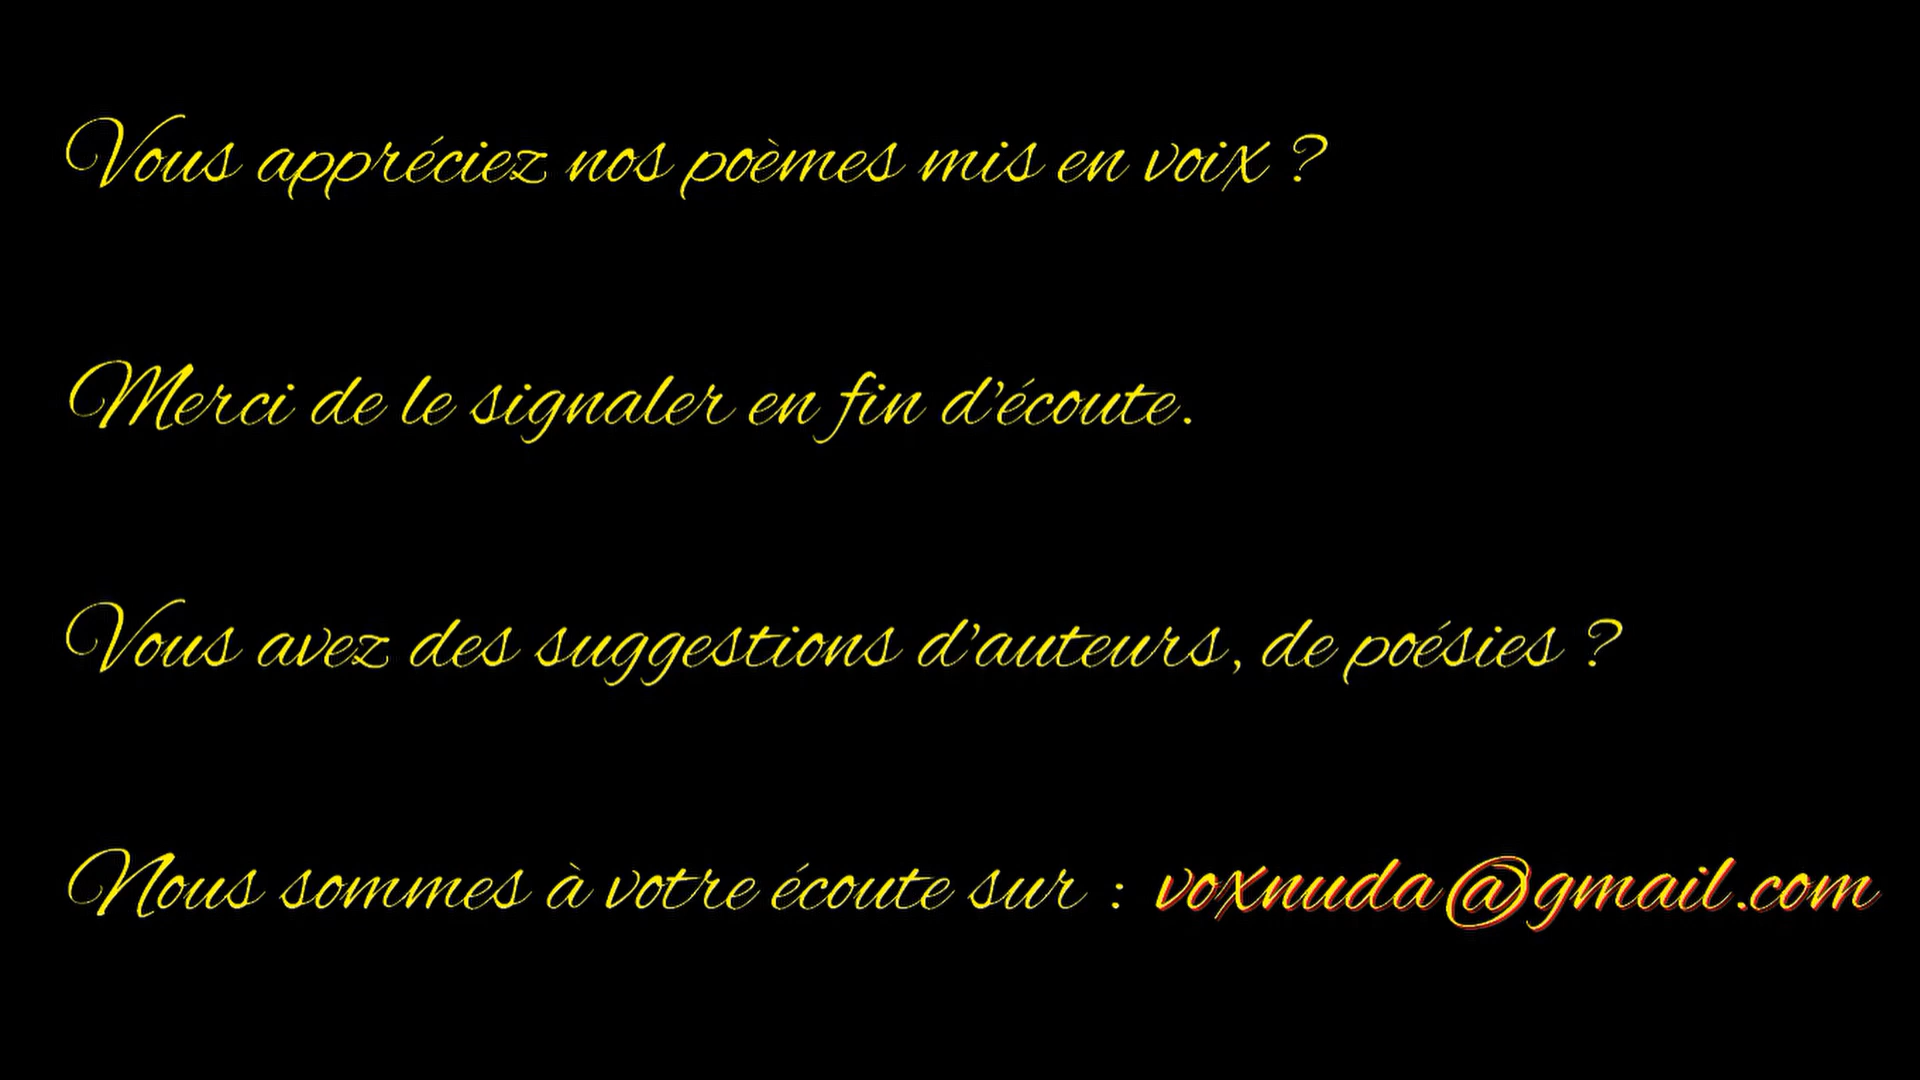 Vous appréciez nos poèmes mis en voix ?
Merci de le signaler en fin d'écoute.
Vous avez des suggestions d'auteurs, de poésies ?
Nous sommes à votre écoute sur : voxnuda@gmail.com